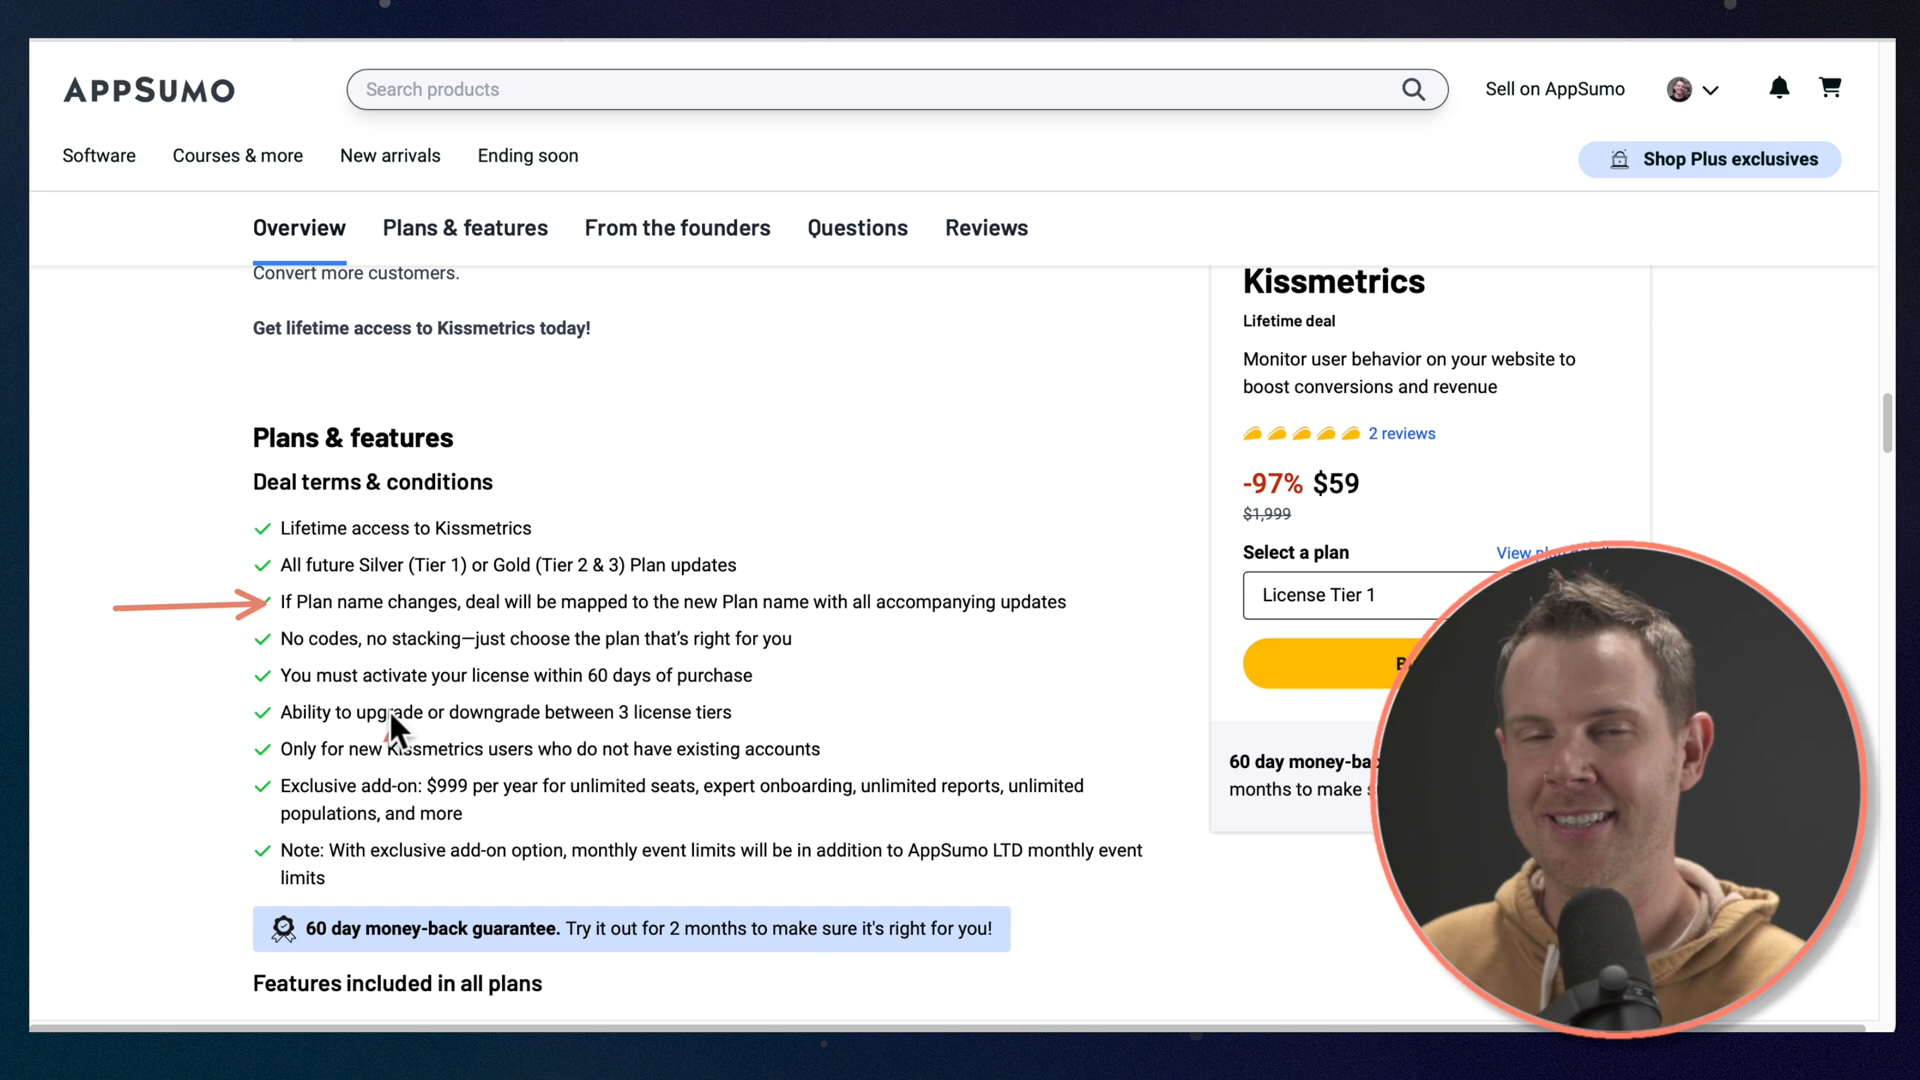 APPSUMO
Search products
Sell on AppSumo
Software
Courses & more
New arrivals
Ending soon
Shop Plus exclusives
Overview
Plans & features
From the founders
Questions
Reviews
Convert more customers.
Get lifetime access to Kissmetrics today!
Plans & features
Deal terms & conditions
Lifetime access to Kissmetrics
All future Silver (Tier 1) or Gold (Tier 2 & 3) Plan updates
If Plan name changes, deal will be mapped to the new Plan name with all accompanying updates
No codes, no stacking—just choose the plan that's right for you
You must activate your license within 60 days of purchase
Ability to upgrade or downgrade between 3 license tiers
Only for new Kissmetrics users who do not have existing accounts
Exclusive add-on: $999 per year for unlimited seats, expert onboarding, unlimited reports, unlimited
populations, and more
Note: With exclusive add-on option, monthly event limits will be in addition to AppSumo LTD monthly event
limits
60 day money-back guarantee. Try it out for 2 months to make sure it's right for you!
Features included in all plans
Kissmetrics
Lifetime deal
Monitor user behavior on your website to
boost conversions and revenue
2 reviews
-97% $59
$1,999
Select a plan
View
License Tier 1
60 day
months to make